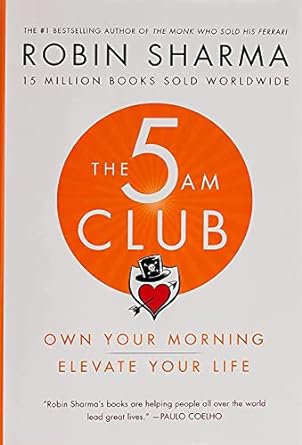 THE #1 BESTSELLING AUTHOR OF THE MONK WHO SOLD HIS FERRARI
ROBIN SHARMA
15 MILLION BOOKS SOLD WORLDWIDE
THE 5 AM
CLUB
OWN YOUR MORNING
ELEVATE YOUR LIFE
"Robin Sharma's books are helping people all over the world
lead great lives." —PAULO COELHO